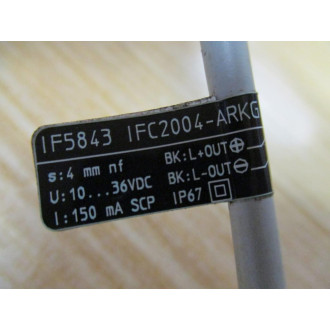 IF5843 IFC2004-ARKG
s:4 mm nf BK:L+OUT⊕
U:10...36VDC BK:L-OUT⊖
I:150 mA SCP IP67